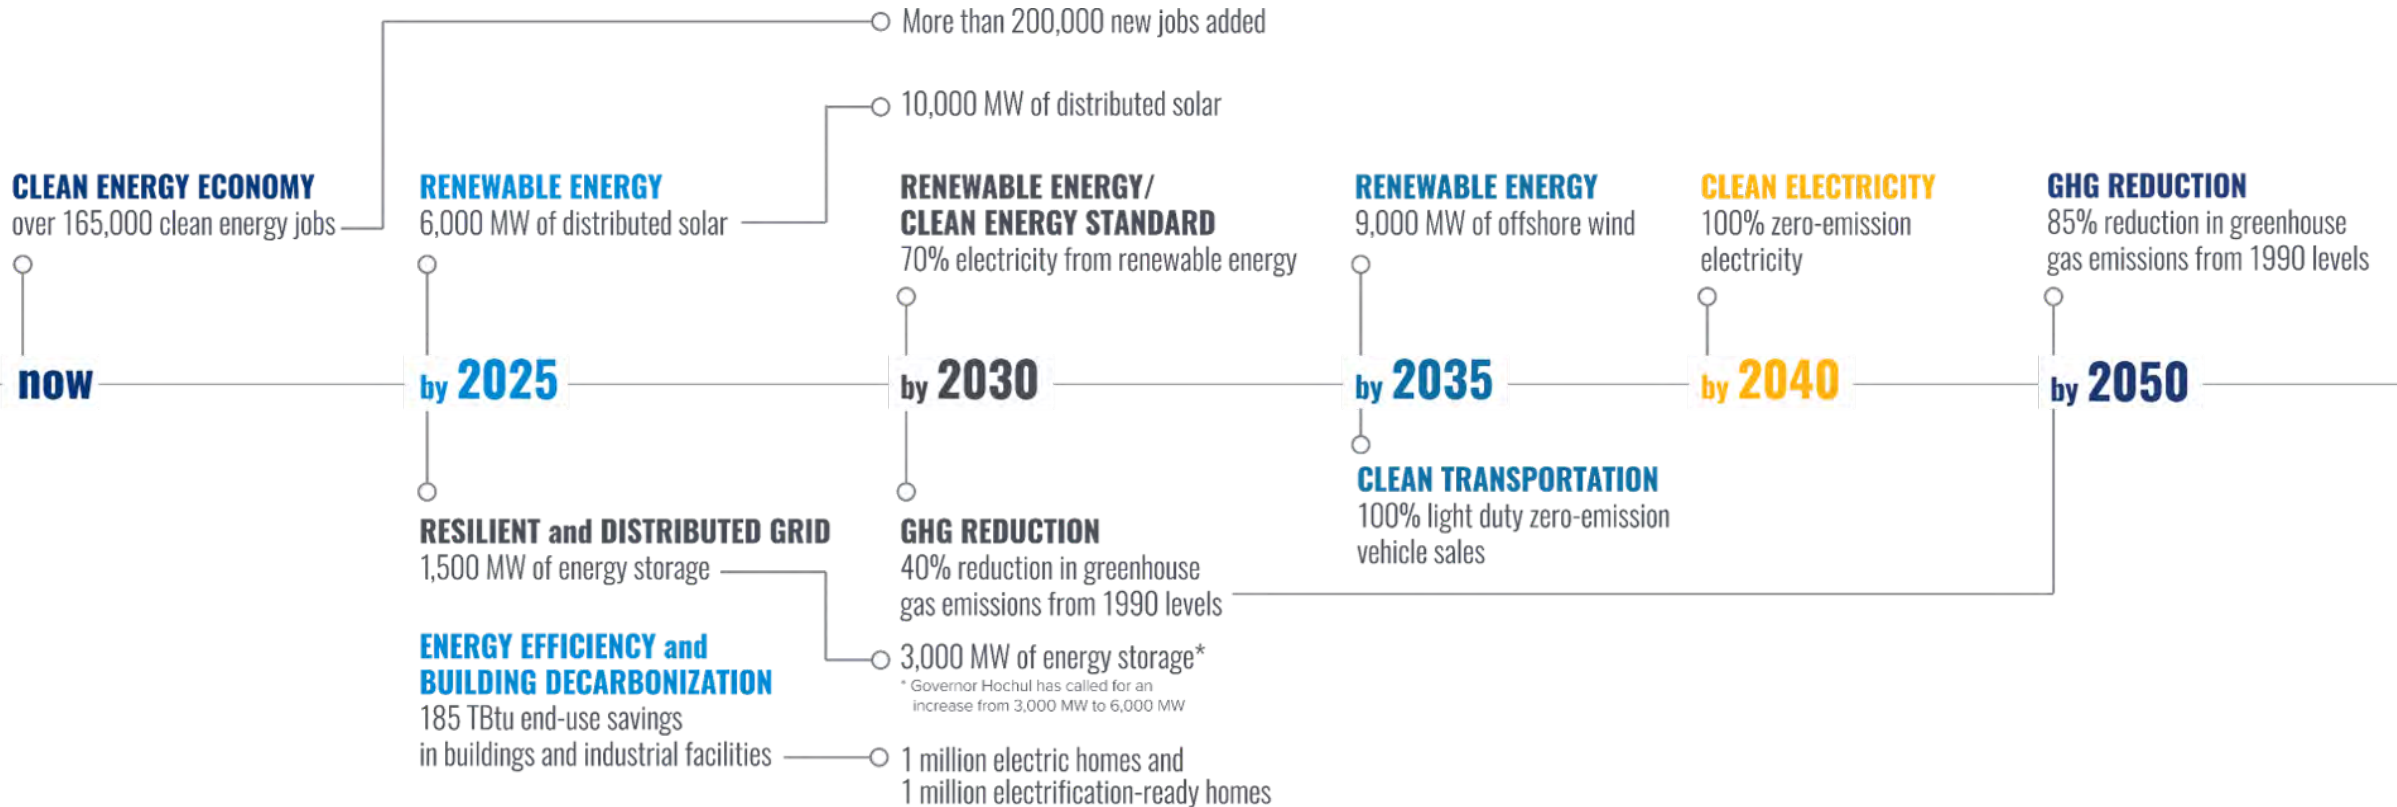 More than 200,000 new jobs added
10,000 MW of distributed solar
CLEAN ENERGY ECONOMY
over 165,000 clean energy jobs
RENEWABLE ENERGY
6,000 MW of distributed solar
RENEWABLE ENERGY/
CLEAN ENERGY STANDARD
70% electricity from renewable energy
RENEWABLE ENERGY
9,000 MW of offshore wind
CLEAN ELECTRICITY
100% zero-emission
electricity
GHG REDUCTION
85% reduction in greenhouse
gas emissions from 1990 levels
now
by 2025
by 2030
by 2035
by 2040
by 2050
RESILIENT and DISTRIBUTED GRID
1,500 MW of energy storage
ENERGY EFFICIENCY and
BUILDING DECARBONIZATION
185 TBtu end-use savings
in buildings and industrial facilities
GHG REDUCTION
40% reduction in greenhouse
gas emissions from 1990 levels
3,000 MW of energy storage*
* Governor Hochul has called for an
increase from 3,000 MW to 6,000 MW
1 million electric homes and
1 million electrification-ready homes
CLEAN TRANSPORTATION
100% light duty zero-emission
vehicle sales